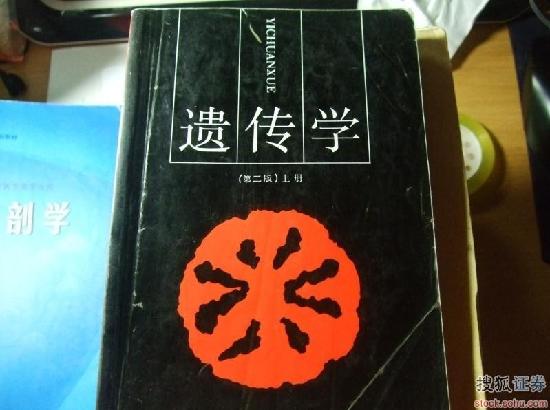 YICHUANXUE
遗传学
(第二版)上册
剖学
搜狐证券
stock.sohu.com